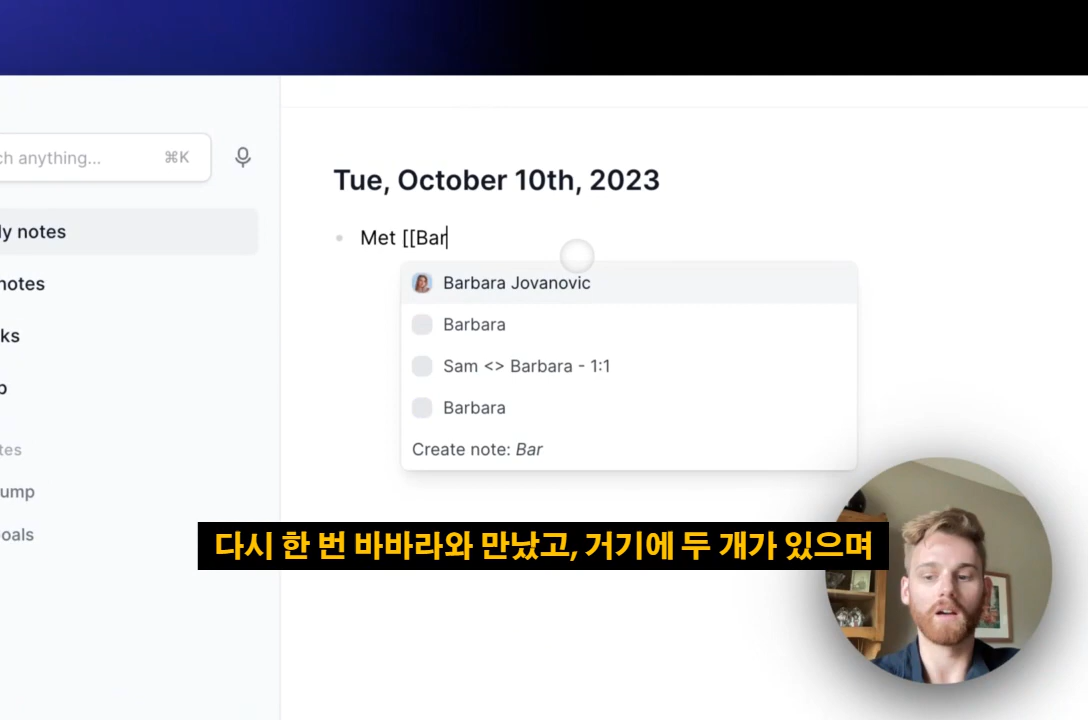 ch anything... ⌘K
ly notes
notes
ks
p
tes
ump
oals
Tue, October 10th, 2023
Met [[Bar
Barbara Jovanovic
Barbara
Sam <> Barbara - 1:1
Barbara
Create note: Bar
다시 한 번 바바라와 만났고, 거기에 두 개가 있으며